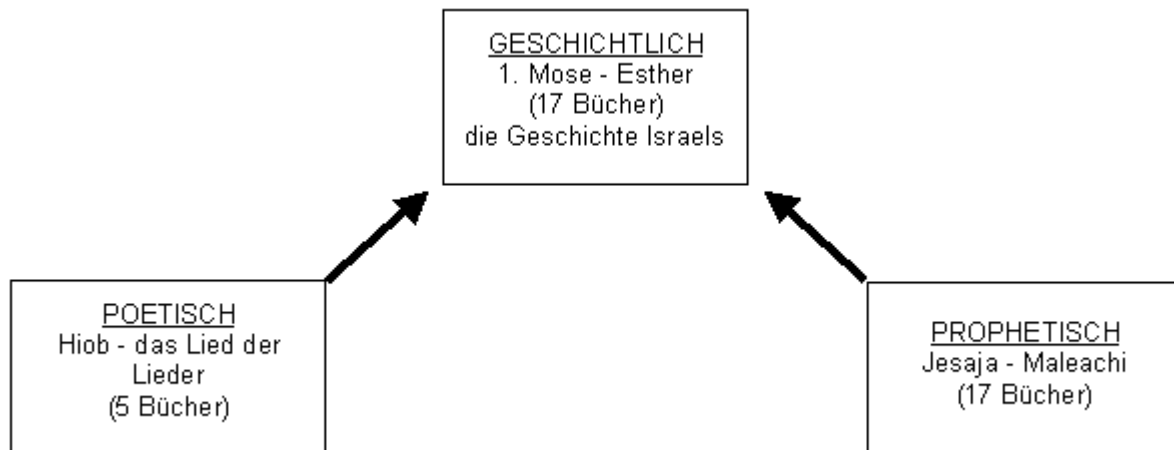 GESCHICHTLICH
1. Mose - Esther
(17 Bücher)
die Geschichte Israels
POETISCH
Hiob - das Lied der
Lieder
(5 Bücher)
PROPHETISCH
Jesaja - Maleachi
(17 Bücher)